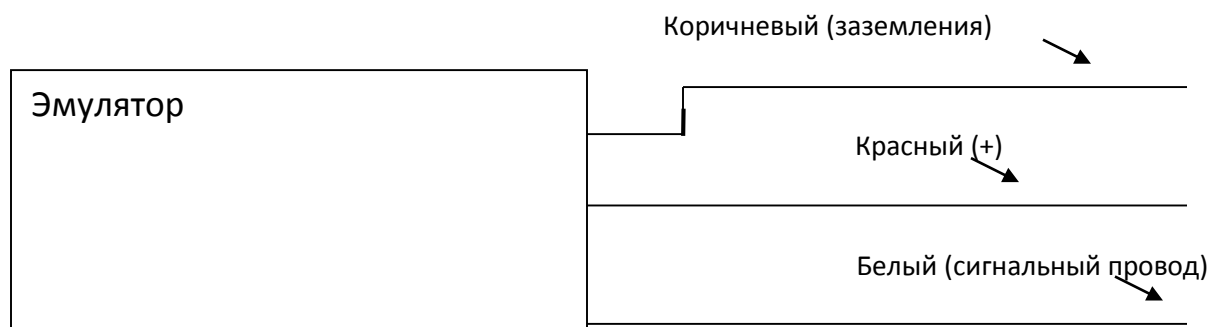 Коричневый (заземления)
Эмулятор
Красный (+)
Белый (сигнальный провод)